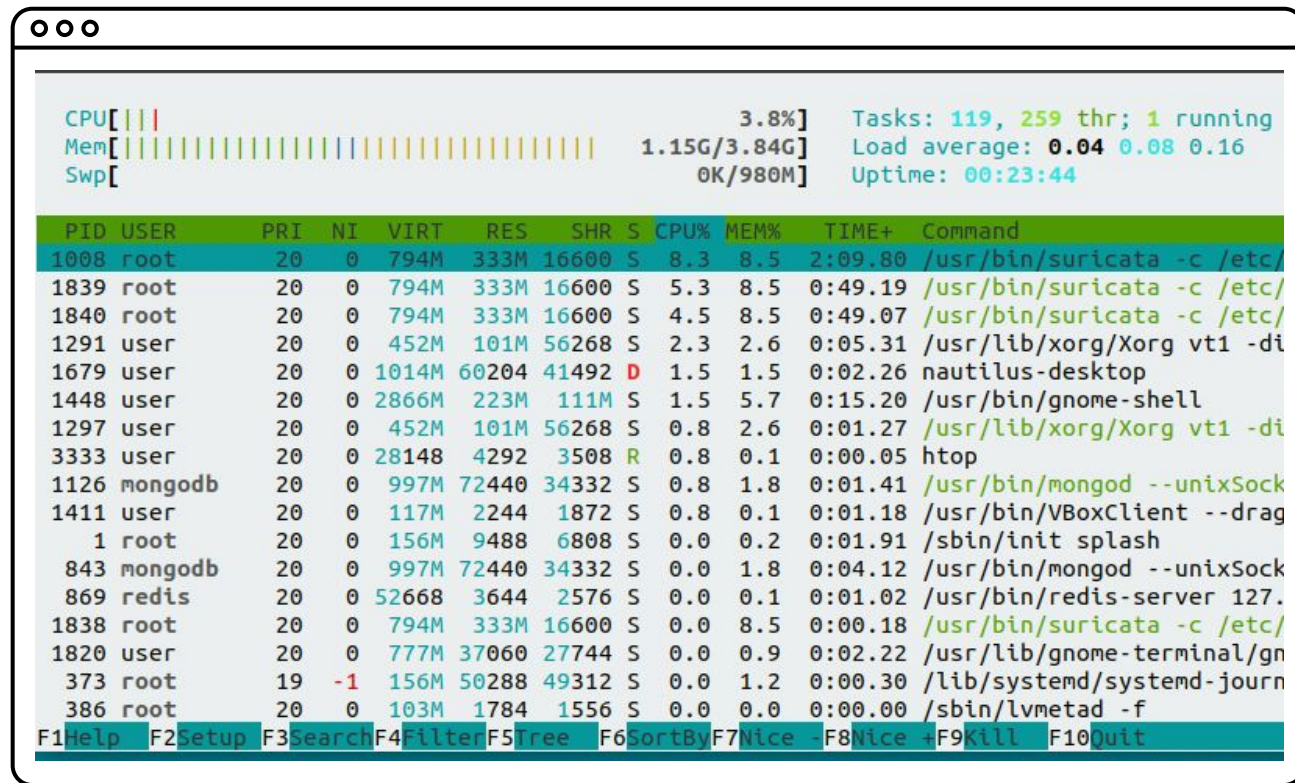 CPU[||| 3.8%] Tasks: 119, 259 thr; 1 running
Mem[|||||||||||||||||||||||||||||||||| 1.15G/3.84G] Load average: 0.04 0.08 0.16
Swp[ 0K/980M] Uptime: 00:23:44
PID USER PRI NI VIRT RES SHR S CPU% MEM% TIME+ Command
1008 root 20 0 794M 333M 16600 S 8.3 8.5 2:09.80 /usr/bin/suricata -c /etc/
1839 root 20 0 794M 333M 16600 S 5.3 8.5 0:49.19 /usr/bin/suricata -c /etc/
1840 root 20 0 794M 333M 16600 S 4.5 8.5 0:49.07 /usr/bin/suricata -c /etc/
1291 user 20 0 452M 101M 56268 S 2.3 2.6 0:05.31 /usr/lib/xorg/Xorg vt1 -di
1679 user 20 0 1014M 60204 41492 D 1.5 1.5 0:02.26 nautilus-desktop
1448 user 20 0 2866M 223M 111M S 1.5 5.7 0:15.20 /usr/bin/gnome-shell
1297 user 20 0 452M 101M 56268 S 0.8 2.6 0:01.27 /usr/lib/xorg/Xorg vt1 -di
3333 user 20 0 28148 4292 3508 R 0.8 0.1 0:00.05 htop
1126 mongodb 20 0 997M 72440 34332 S 0.8 1.8 0:01.41 /usr/bin/mongod --unixSock
1411 user 20 0 117M 2244 1872 S 0.8 0.1 0:01.18 /usr/bin/VBoxClient --drag
1 root 20 0 156M 9488 6808 S 0.0 0.2 0:01.91 /sbin/init splash
843 mongodb 20 0 997M 72440 34332 S 0.0 1.8 0:04.12 /usr/bin/mongod --unixSock
869 redis 20 0 52668 3644 2576 S 0.0 0.1 0:01.02 /usr/bin/redis-server 127.
1838 root 20 0 794M 333M 16600 S 0.0 8.5 0:00.18 /usr/bin/suricata -c /etc/
1820 user 20 0 777M 37060 27744 S 0.0 0.9 0:02.22 /usr/lib/gnome-terminal/gn
373 root 19 -1 156M 50288 49312 S 0.0 1.2 0:00.30 /lib/systemd/systemd-journ
386 root 20 0 103M 1784 1556 S 0.0 0.0 0:00.00 /sbin/lvmetad -f
F1Help F2Setup F3SearchF4FilterF5Tree F6SortByF7Nice -F8Nice +F9Kill F10Quit